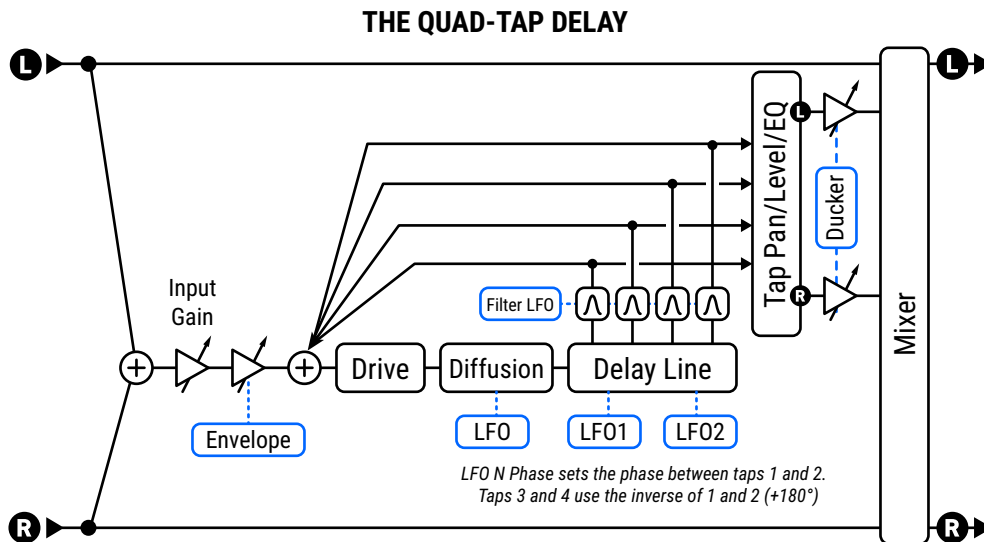 THE QUAD-TAP DELAY
L
L
Tap Pan/Level/EQ
L
R
Ducker
Mixer
Input
Gain
Filter LFO
+
+
Drive
Diffusion
Delay Line
Envelope
LFO
LFO1
LFO2
LFO N Phase sets the phase between taps 1 and 2.
Taps 3 and 4 use the inverse of 1 and 2 (+180°)
R
R